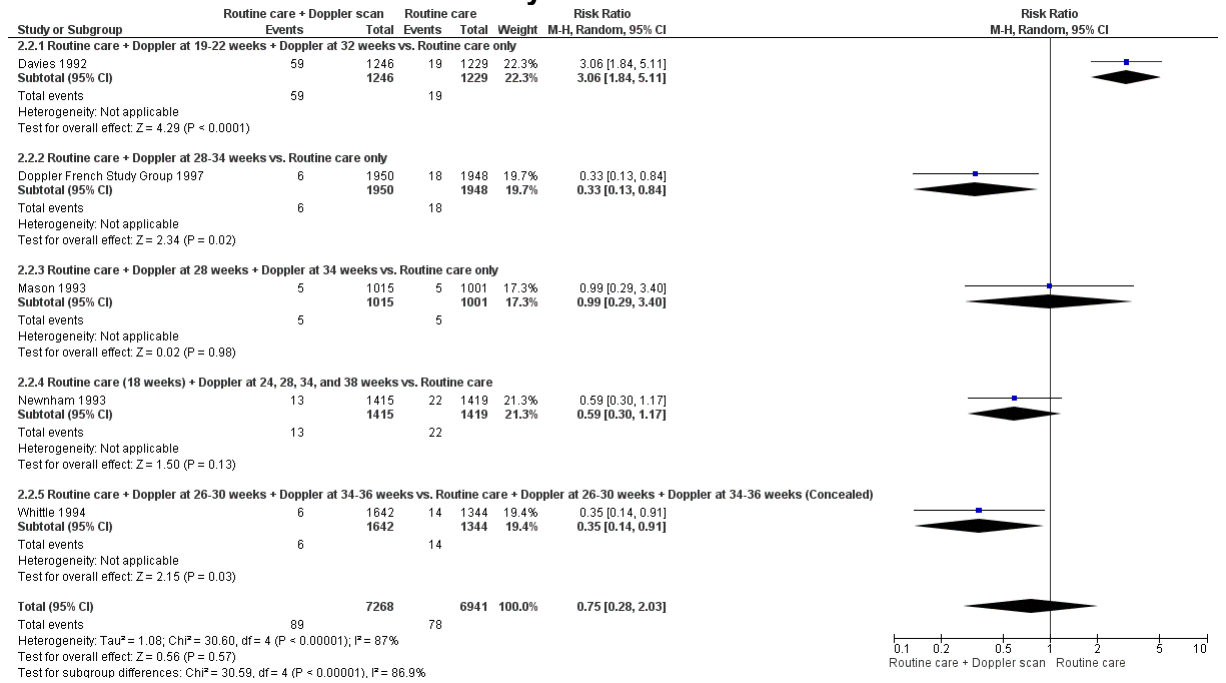 Routine care + Doppler scan Routine care Risk Ratio Risk Ratio
Study or Subgroup Events Total Events Total Weight M-H, Random, 95% CI M-H, Random, 95% CI
2.2.1 Routine care + Doppler at 19-22 weeks + Doppler at 32 weeks vs. Routine care only
Davies 1992 59 1246 19 1229 22.3% 3.06 [1.84, 5.11]
Subtotal (95% CI) 1246 1229 22.3% 3.06 [1.84, 5.11]
Total events 59 19
Heterogeneity: Not applicable
Test for overall effect: Z = 4.29 (P < 0.0001)
2.2.2 Routine care + Doppler at 28-34 weeks vs. Routine care only
Doppler French Study Group 1997 6 1950 18 1948 19.7% 0.33 [0.13, 0.84]
Subtotal (95% CI) 1950 1948 19.7% 0.33 [0.13, 0.84]
Total events 6 18
Heterogeneity: Not applicable
Test for overall effect: Z = 2.34 (P = 0.02)
2.2.3 Routine care + Doppler at 28 weeks + Doppler at 34 weeks vs. Routine care only
Mason 1993 5 1015 5 1001 17.3% 0.99 [0.29, 3.40]
Subtotal (95% CI) 1015 1001 17.3% 0.99 [0.29, 3.40]
Total events 5 5
Heterogeneity: Not applicable
Test for overall effect: Z = 0.02 (P = 0.98)
2.2.4 Routine care (18 weeks) + Doppler at 24, 28, 34, and 38 weeks vs. Routine care
Newnham 1993 13 1415 22 1419 21.3% 0.59 [0.30, 1.17]
Subtotal (95% CI) 1415 1419 21.3% 0.59 [0.30, 1.17]
Total events 13 22
Heterogeneity: Not applicable
Test for overall effect: Z = 1.50 (P = 0.13)
2.2.5 Routine care + Doppler at 26-30 weeks + Doppler at 34-36 weeks vs. Routine care + Doppler at 26-30 weeks + Doppler at 34-36 weeks (Concealed)
Whittle 1994 6 1642 14 1344 19.4% 0.35 [0.14, 0.91]
Subtotal (95% CI) 1642 1344 19.4% 0.35 [0.14, 0.91]
Total events 6 14
Heterogeneity: Not applicable
Test for overall effect: Z = 2.15 (P = 0.03)
Total (95% CI) 7268 6941 100.0% 0.75 [0.28, 2.03]
Total events 89 78
Heterogeneity: Tau² = 1.08; Chi² = 30.60, df = 4 (P < 0.00001); I² = 87%
Test for overall effect: Z = 0.56 (P = 0.57)
Test for subgroup differences: Chi² = 30.59, df = 4 (P < 0.00001), I² = 86.9%
0.1 0.2 0.5 1 2 5 10
Routine care + Doppler scan Routine care